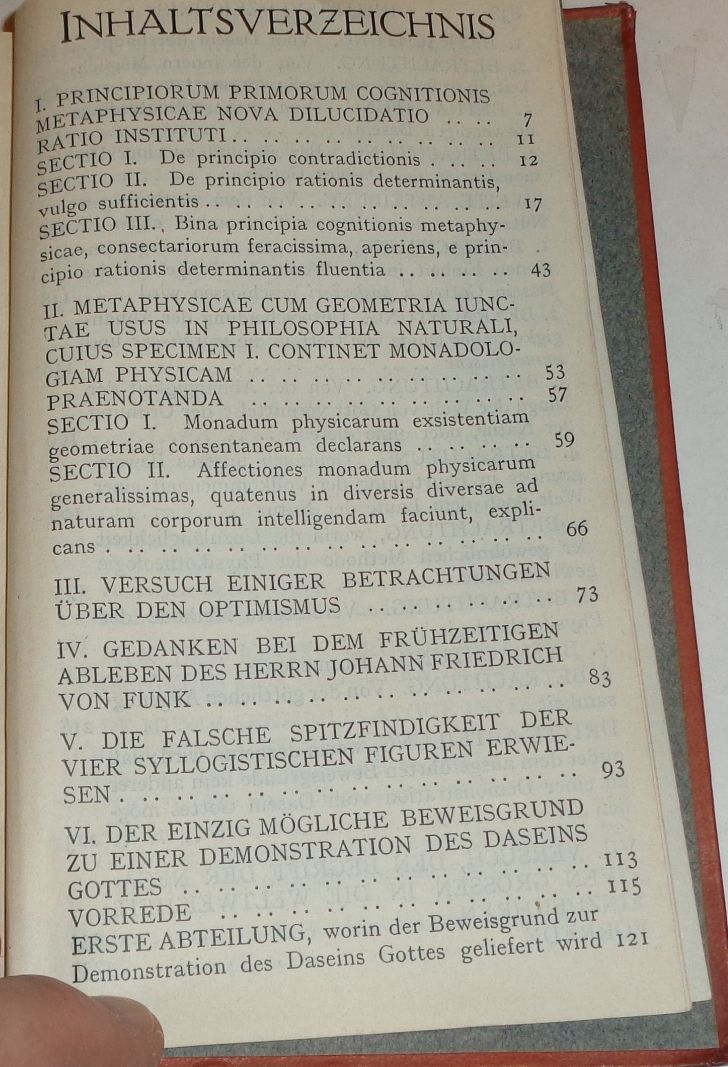 INHALTSVERZEICHNIS
I. PRINCIPIORUM PRIMORUM COGNITIONIS
METAPHYSICAE NOVA DILUCIDATIO .... 7
RATIO INSTITUTI .............. 11
SECTIO I. De principio contradictionis ..... 12
SECTIO II. De principio rationis determinantis,
vulgo sufficientis ................ 17
SECTIO III. Bina principia cognitionis metaphy-
sicae, consectariorum feracissima, aperiens, e prin-
cipio rationis determinantis fluentia ........ 43
II. METAPHYSICAE CUM GEOMETRIA IUNC-
TAE USUS IN PHILOSOPHIA NATURALI,
CUIUS SPECIMEN I. CONTINET MONADOLO-
GIAM PHYSICAM .............. 53
PRAENOTANDA .............. 57
SECTIO I. Monadum physicarum exsistentiam
geometriae consentaneam declarans ........ 59
SECTIO II. Affectiones monadum physicarum
generalissimas, quatenus in diversis diversae ad
naturam corporum intelligendam faciunt, expli-
cans ...................... 66
III. VERSUCH EINIGER BETRACHTUNGEN
ÜBER DEN OPTIMISMUS .......... 73
IV. GEDANKEN BEI DEM FRÜHZEITIGEN
ABLEBEN DES HERRN JOHANN FRIEDRICH
VON FUNK .................. 83
V. DIE FALSCHE SPITZFINDIGKEIT DER
VIER SYLLOGISTISCHEN FIGUREN ERWIE-
SEN ...................... 93
VI. DER EINZIG MÖGLICHE BEWEISGRUND
ZU EINER DEMONSTRATION DES DASEINS
GOTTES .................... 113
VORREDE .................. 115
ERSTE ABTEILUNG, worin der Beweisgrund zur
Demonstration des Daseins Gottes geliefert wird 121